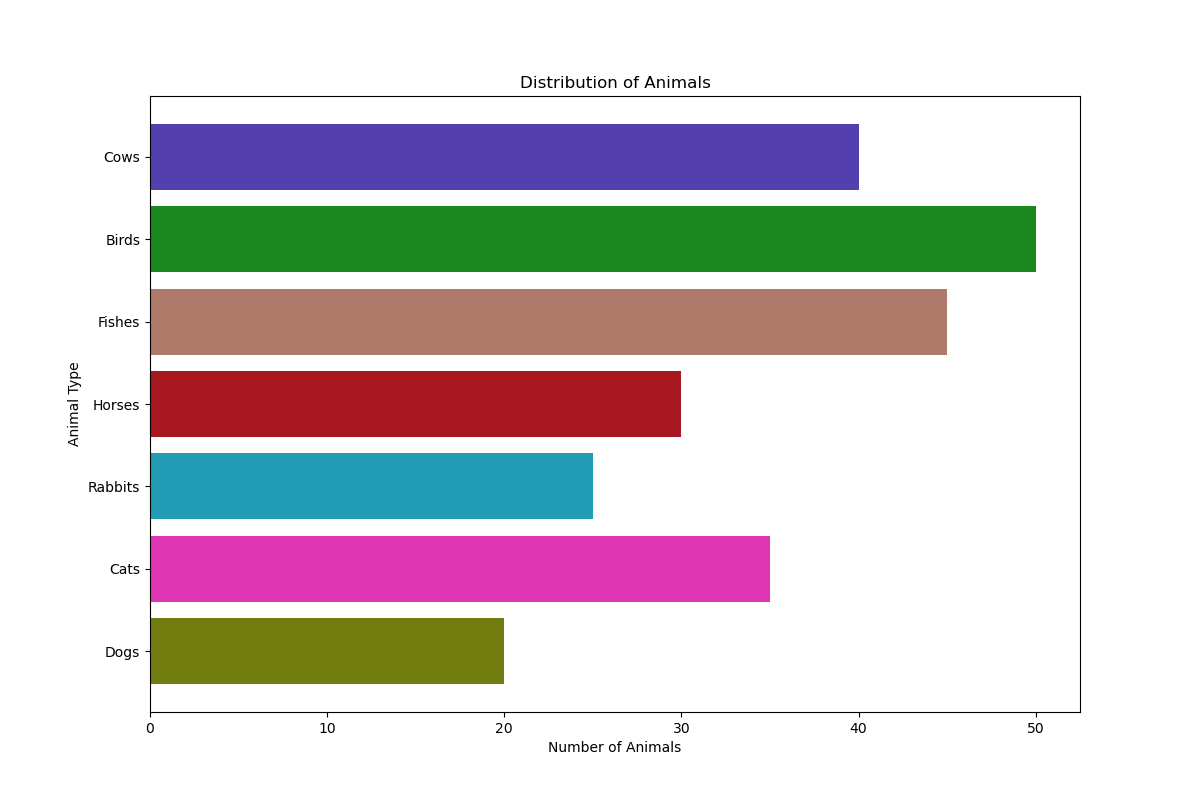 Distribution of Animals
Cows
Birds
Fishes
Horses
Rabbits
Cats
Dogs
Animal Type
0 10 20 30 40 50
Number of Animals